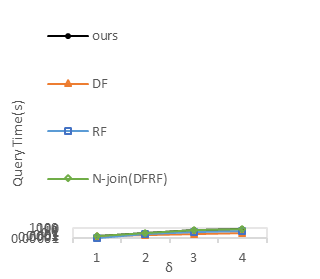 ours
DF
RF
N-join(DFRF)
Query Time(s)
1 2 3 4
δ